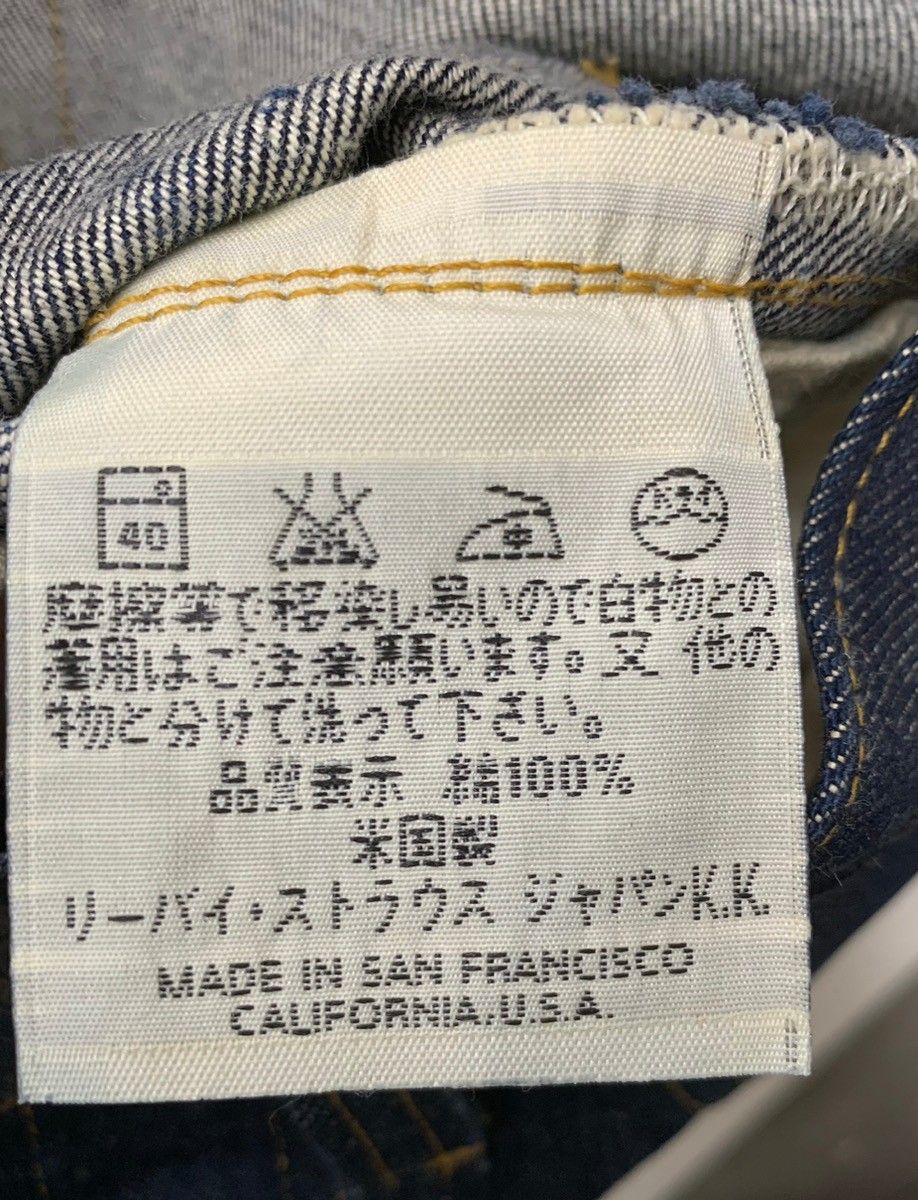 40
摩擦等で移染し易いので白物との
着用はご注意願います。又 他の
物と分けて洗って下さい。
品質表示 綿100%
米国製
リーバイ・ストラウス ジャパンK.K.
MADE IN SAN FRANCISCO
CALIFORNIA, U.S.A.